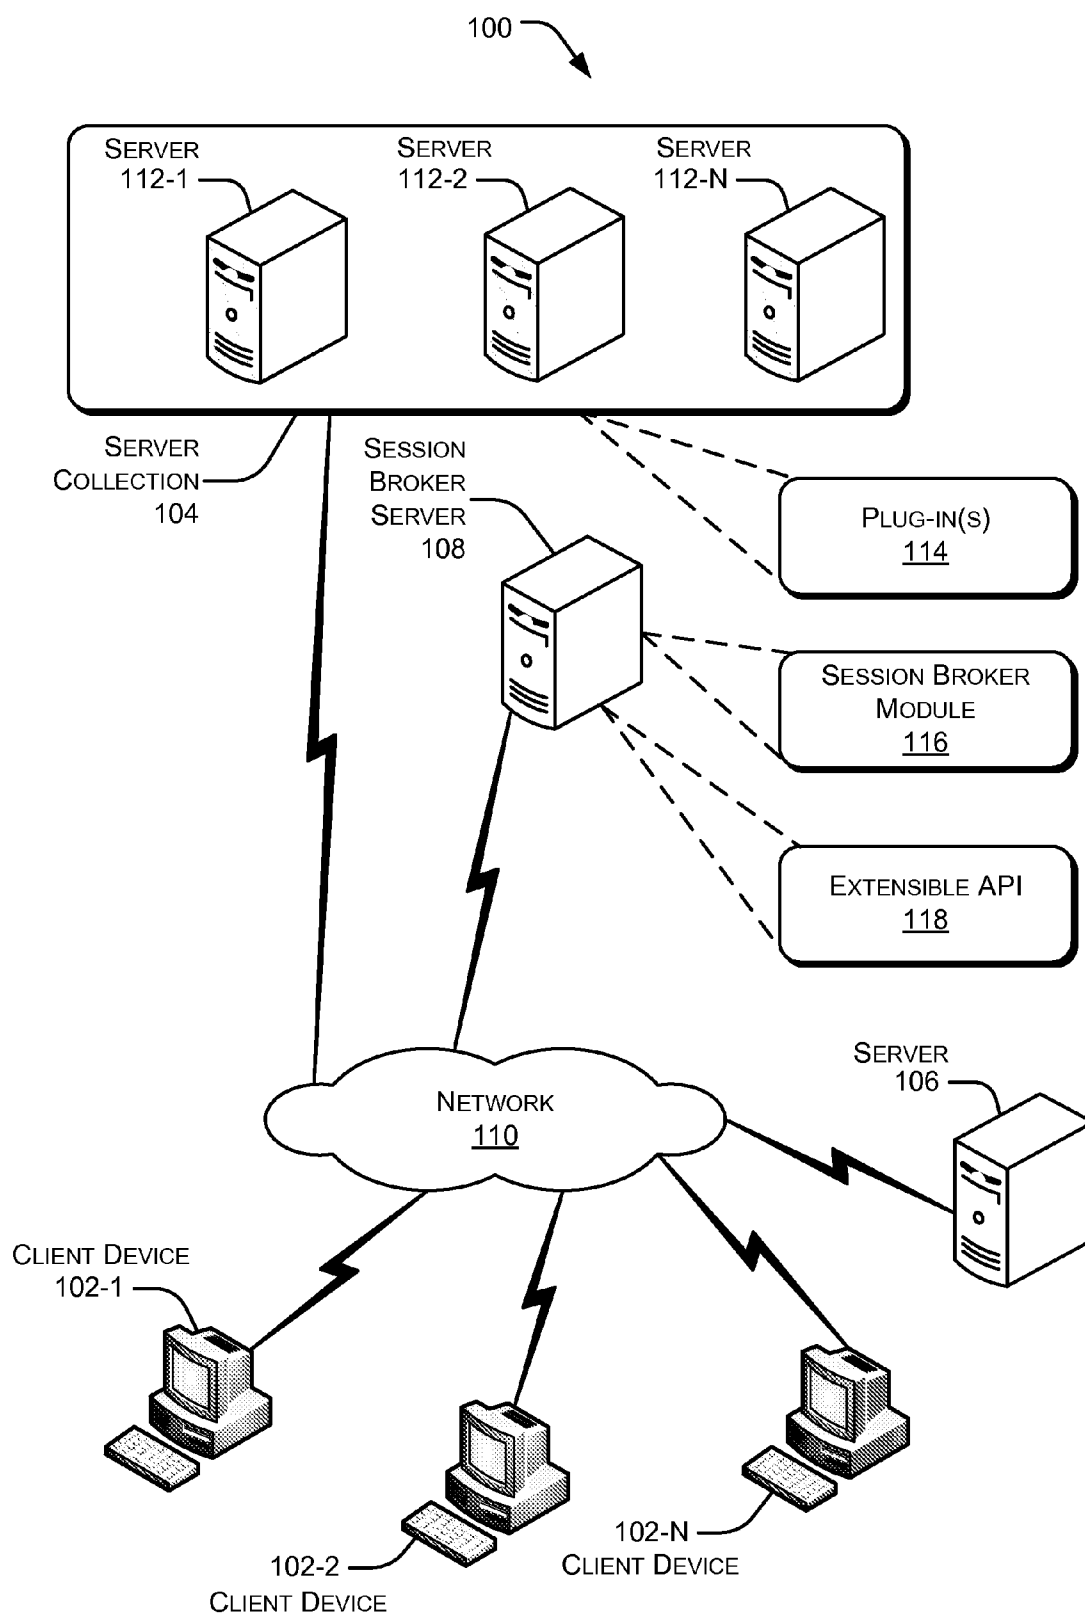 100
SERVER
112-1
SERVER
112-2
SERVER
112-N
SERVER
COLLECTION
104
SESSION
BROKER
SERVER
108
PLUG-IN(S)
114
SESSION BROKER
MODULE
116
EXTENSIBLE API
118
SERVER
106
NETWORK
110
CLIENT DEVICE
102-1
102-2
CLIENT DEVICE
102-N
CLIENT DEVICE